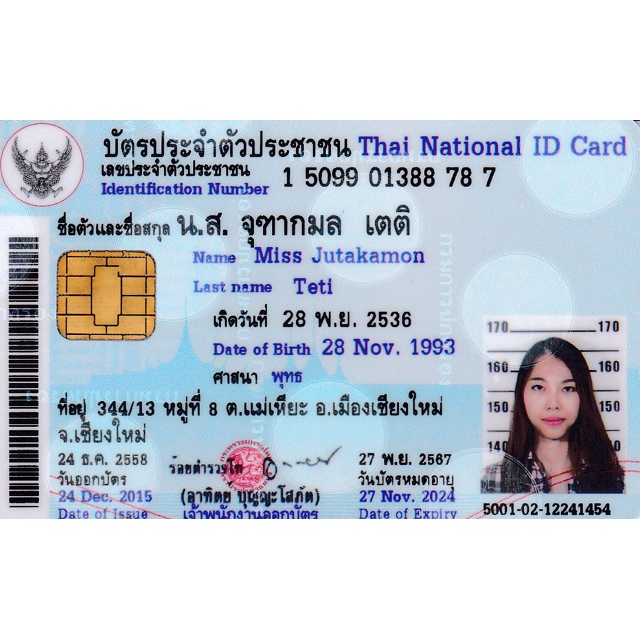 บัตรประจำตัวประชาชน Thai National ID Card
เลขประจำตัวประชาชน
Identification Number 1 5099 01388 78 7
ชื่อตัวและชื่อสกุล น.ส. จุฑากมล เตติ
Name Miss Jutakamon
Last name Teti
เกิดวันที่ 28 พ.ย. 2536
Date of Birth 28 Nov. 1993
ศาสนา พุทธ
ที่อยู่ 344/13 หมู่ที่ 8 ต.แม่เหียะ อ.เมืองเชียงใหม่
จ.เชียงใหม่
24 ธ.ค. 2558
วันออกบัตร
24 Dec. 2015
Date of Issue
ร้อยตำรวจโท
(อาทิตย บุญญะโสภัต)
เจ้าพนักงานออกบัตร
27 พ.ย. 2567
วันบัตรหมดอายุ
27 Nov. 2024
Date of Expiry
170 170
166 160
150 150
140 14
5001-02-12241454